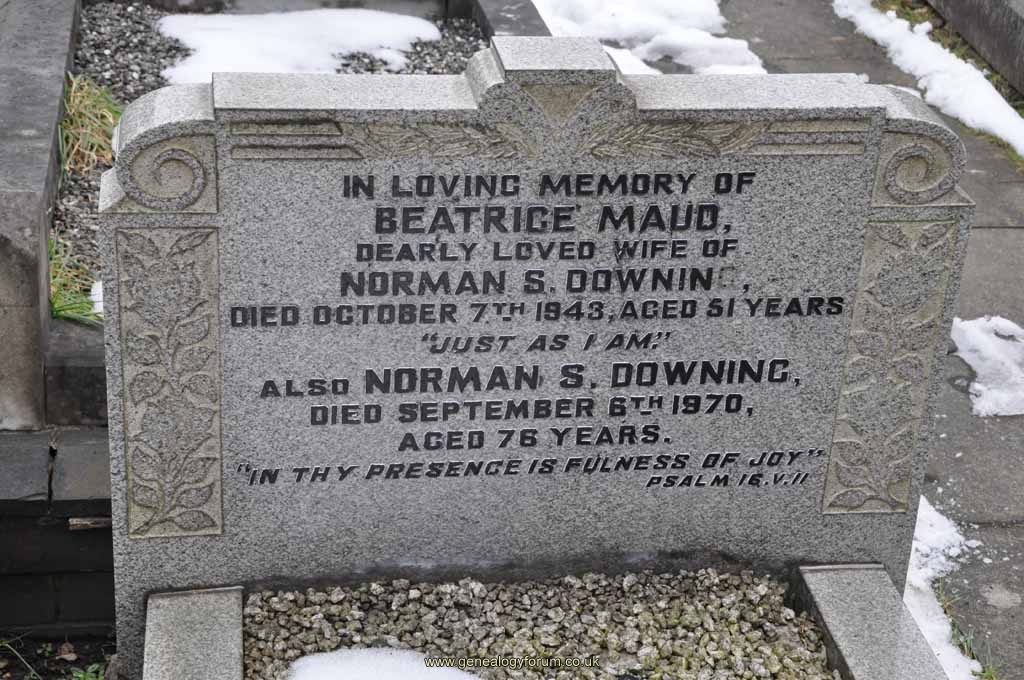 IN LOVING MEMORY OF
BEATRICE MAUD,
DEARLY LOVED WIFE OF
NORMAN S. DOWNING,
DIED OCTOBER 7TH 1943, AGED 51 YEARS
"JUST AS I AM."
ALSO NORMAN S. DOWNING,
DIED SEPTEMBER 6TH 1970,
AGED 76 YEARS.
"IN THY PRESENCE IS FULNESS OF JOY"
PSALM 16.V.11
www.genealogyforum.co.uk